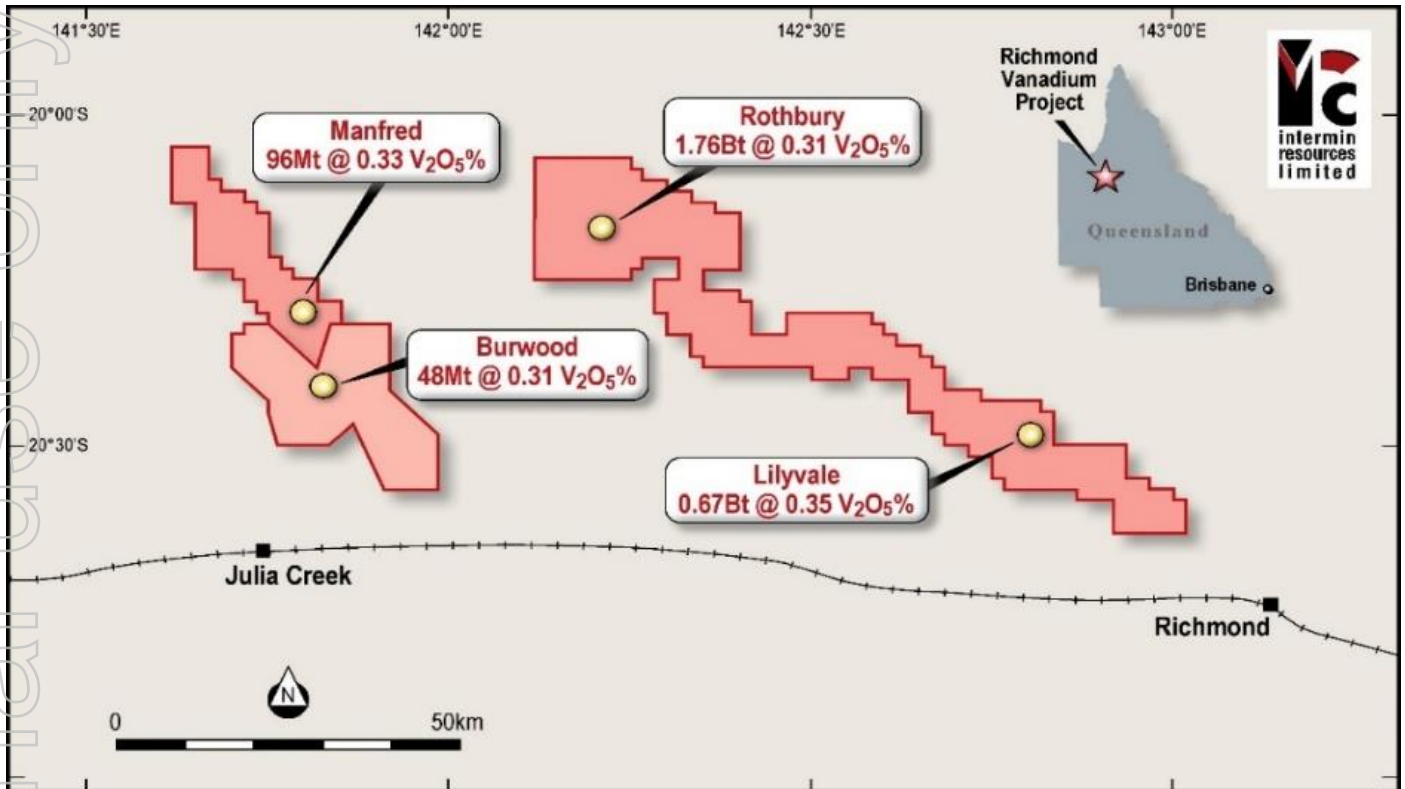 141°30'E
142°00'E
142°30'E
143°00'E
20°00'S
20°30'S
Manfred
96Mt @ 0.33 V₂O₅%
Rothbury
1.76Bt @ 0.31 V₂O₅%
Burwood
48Mt @ 0.31 V₂O₅%
Lilyvale
0.67Bt @ 0.35 V₂O₅%
Richmond
Vanadium
Project
Queensland
Brisbane
intermin
resources
limited
Julia Creek
Richmond
N
0
50km